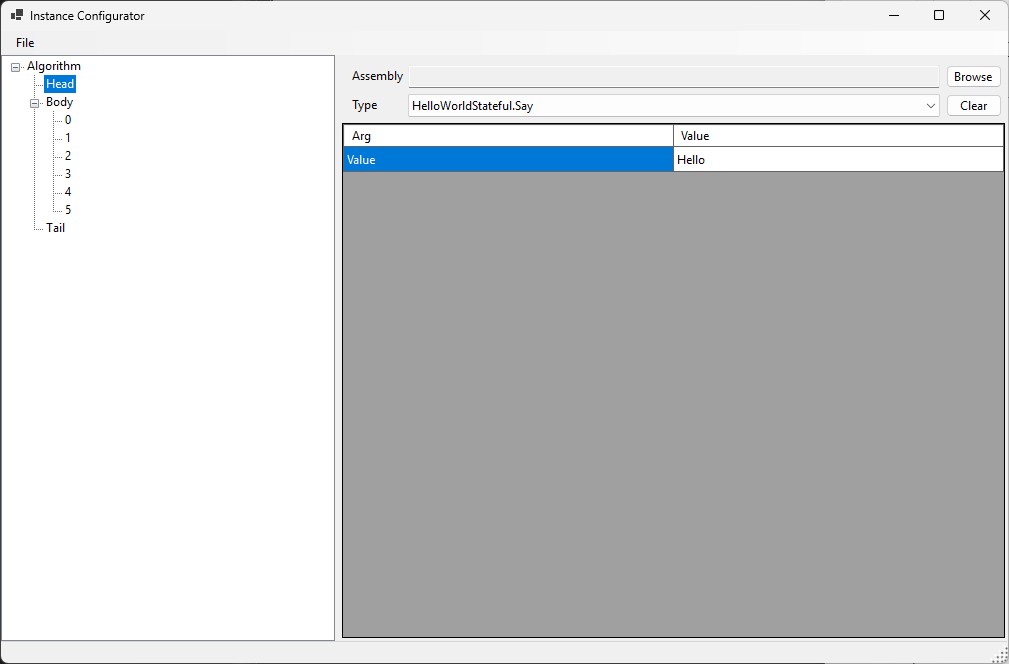 Instance Configurator
File
Algorithm
Head
Body
0
1
2
3
4
5
Tail
Assembly
Browse
Type
HelloWorldStateful.Say
Clear
Arg
Value
Value
Hello